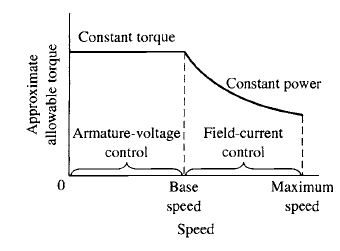 Constant torque
Constant power
Approximate
allowable torque
Armature-voltage
control
Field-current
control
0
Base
speed
Maximum
speed
Speed